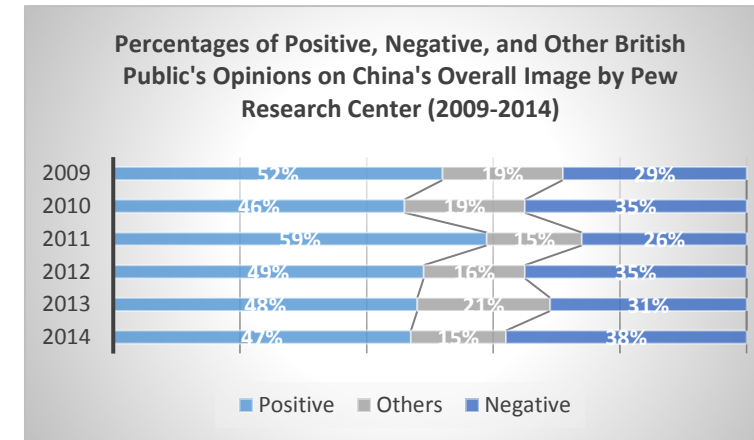 Percentages of Positive, Negative, and Other British
Public's Opinions on China's Overall Image by Pew
Research Center (2009-2014)
2009 52% 19% 29%
2010 46% 19% 35%
2011 59% 15% 26%
2012 49% 16% 35%
2013 48% 21% 31%
2014 47% 15% 38%
Positive Others Negative